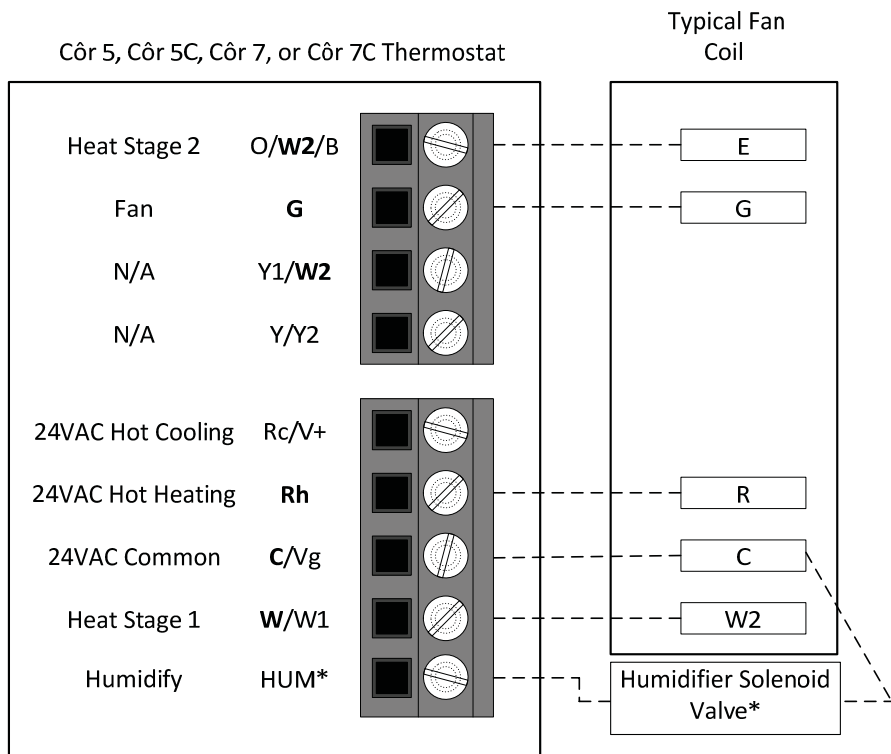 Typical Fan
Coil
Côr 5, Côr 5C, Côr 7, or Côr 7C Thermostat
Heat Stage 2 O/W2/B E
Fan G G
N/A Y1/W2
N/A Y/Y2
24VAC Hot Cooling Rc/V+
24VAC Hot Heating Rh R
24VAC Common C/Vg C
Heat Stage 1 W/W1 W2
Humidify HUM* Humidifier Solenoid
Valve*